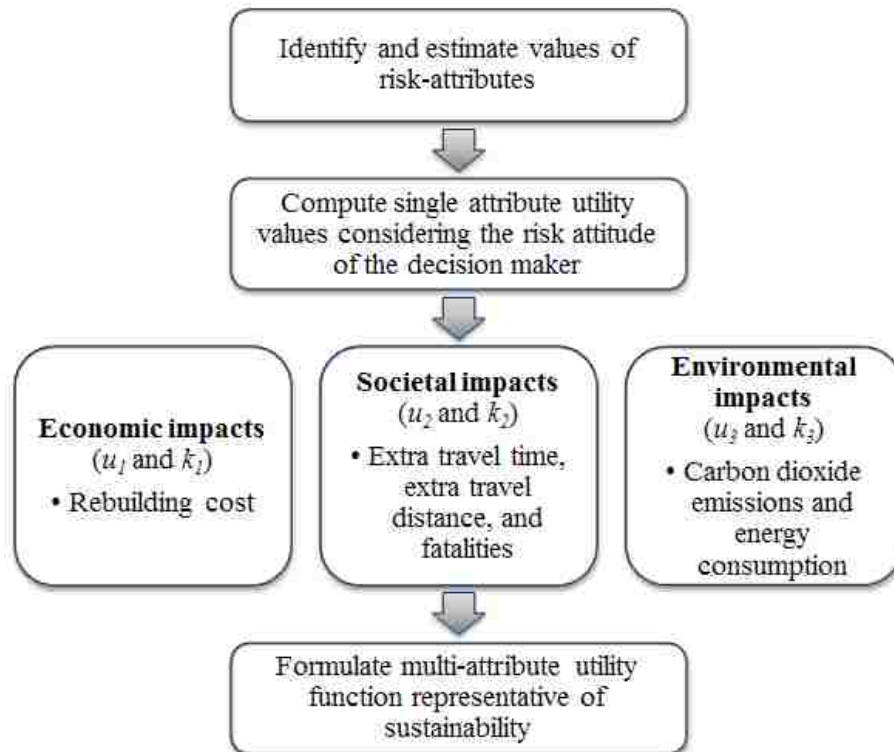 Identify and estimate values of
risk-attributes
Compute single attribute utility
values considering the risk attitude
of the decision maker
Economic impacts
(u₁ and k₁)
• Rebuilding cost
Societal impacts
(u₂ and k₂)
• Extra travel time,
extra travel
distance, and
fatalities
Environmental
impacts
(u₃ and k₃)
• Carbon dioxide
emissions and
energy
consumption
Formulate multi-attribute utility
function representative of
sustainability